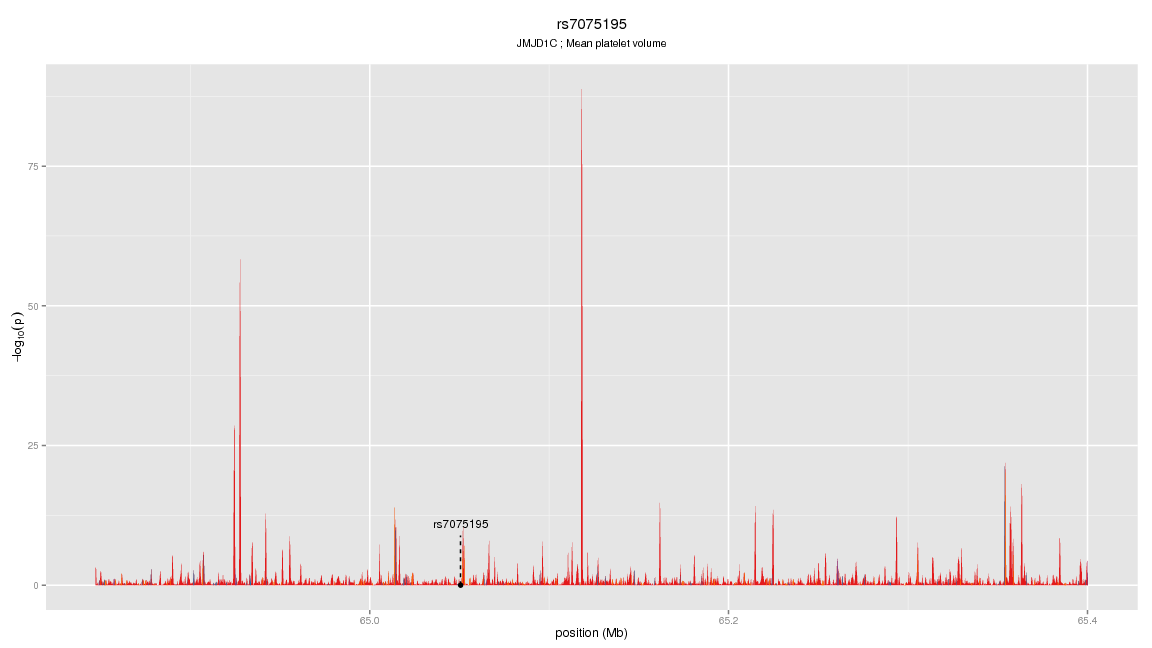 rs7075195
JMJD1C ; Mean platelet volume
75
50
25
0
−log10(p)
rs7075195
65.0
65.2
65.4
position (Mb)